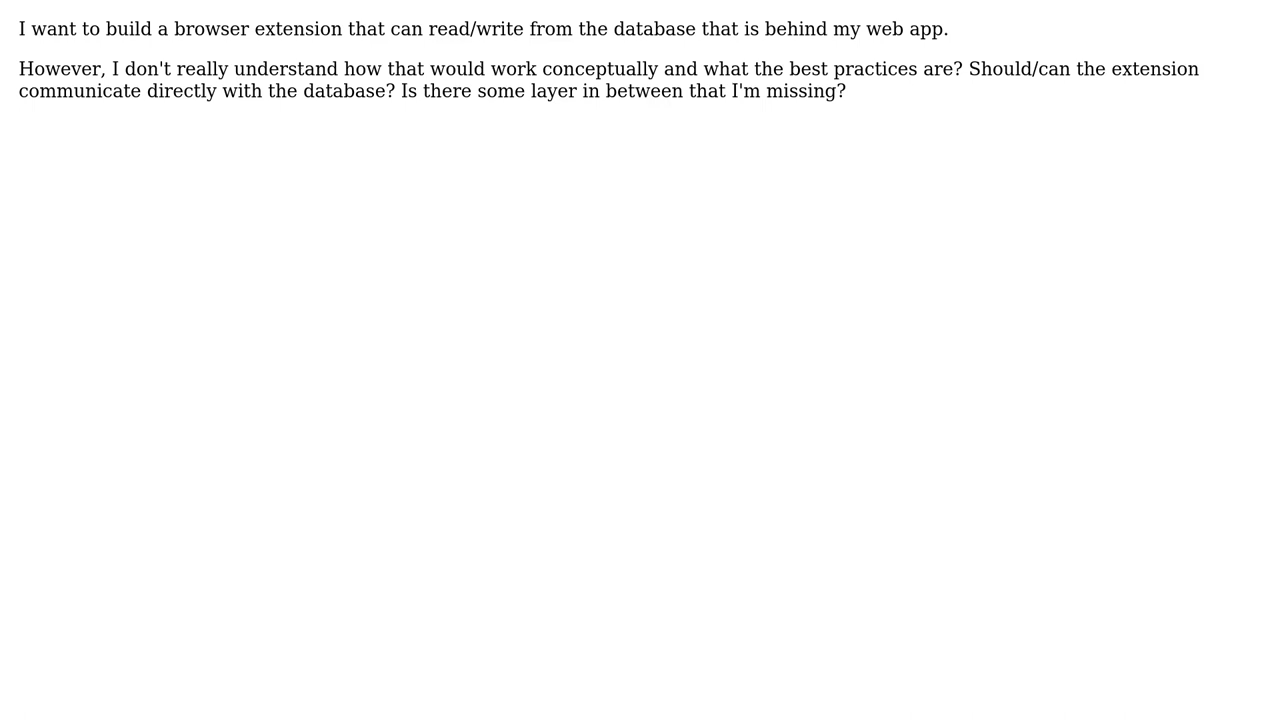 I want to build a browser extension that can read/write from the database that is behind my web app.
However, I don't really understand how that would work conceptually and what the best practices are? Should/can the extension
communicate directly with the database? Is there some layer in between that I'm missing?